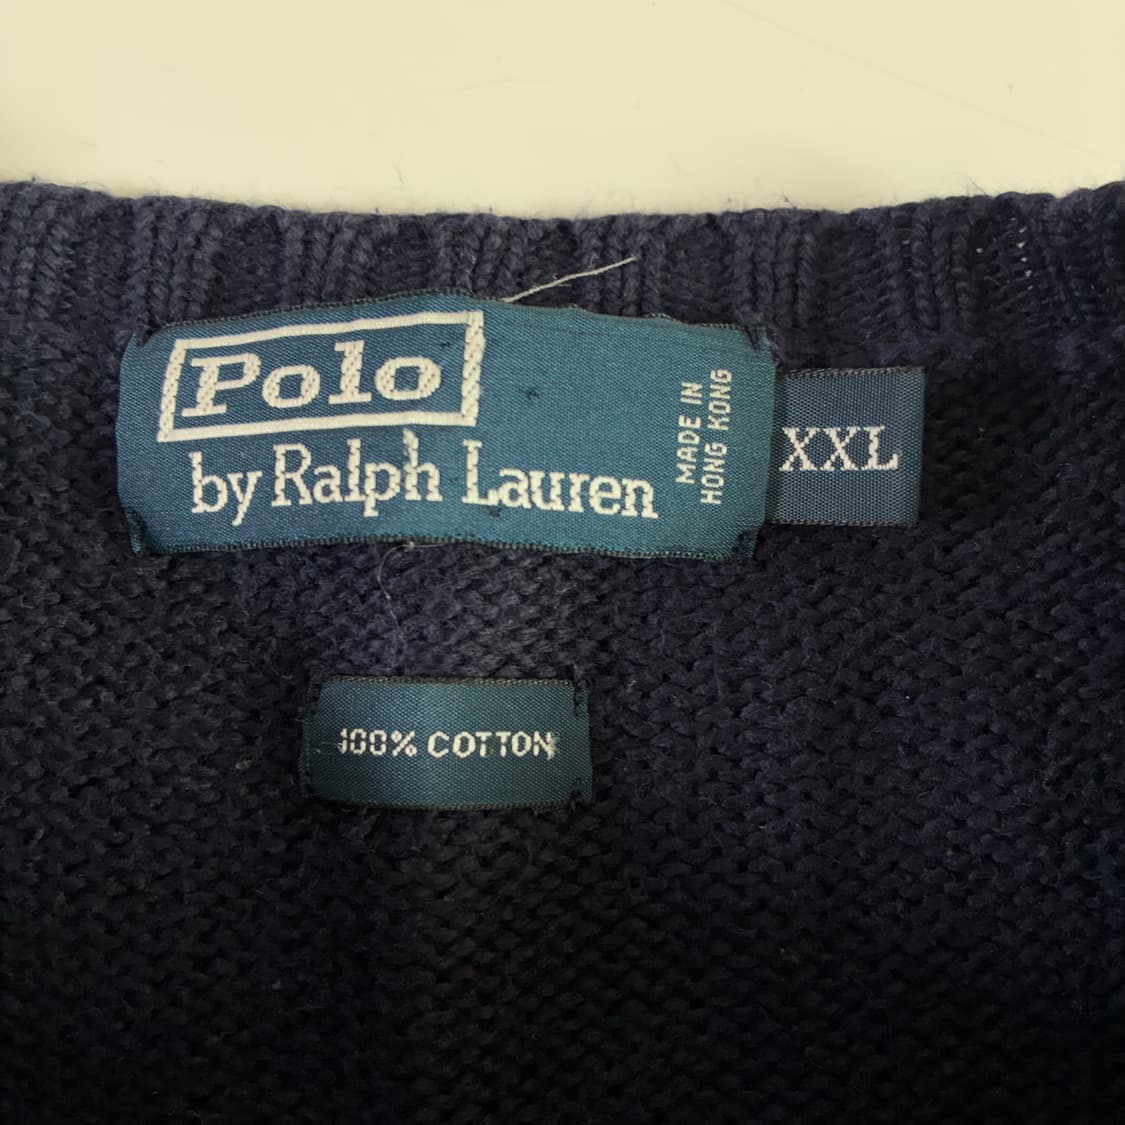 Polo
by Ralph Lauren
MADE IN
HONG KONG
XXL
100% COTTON